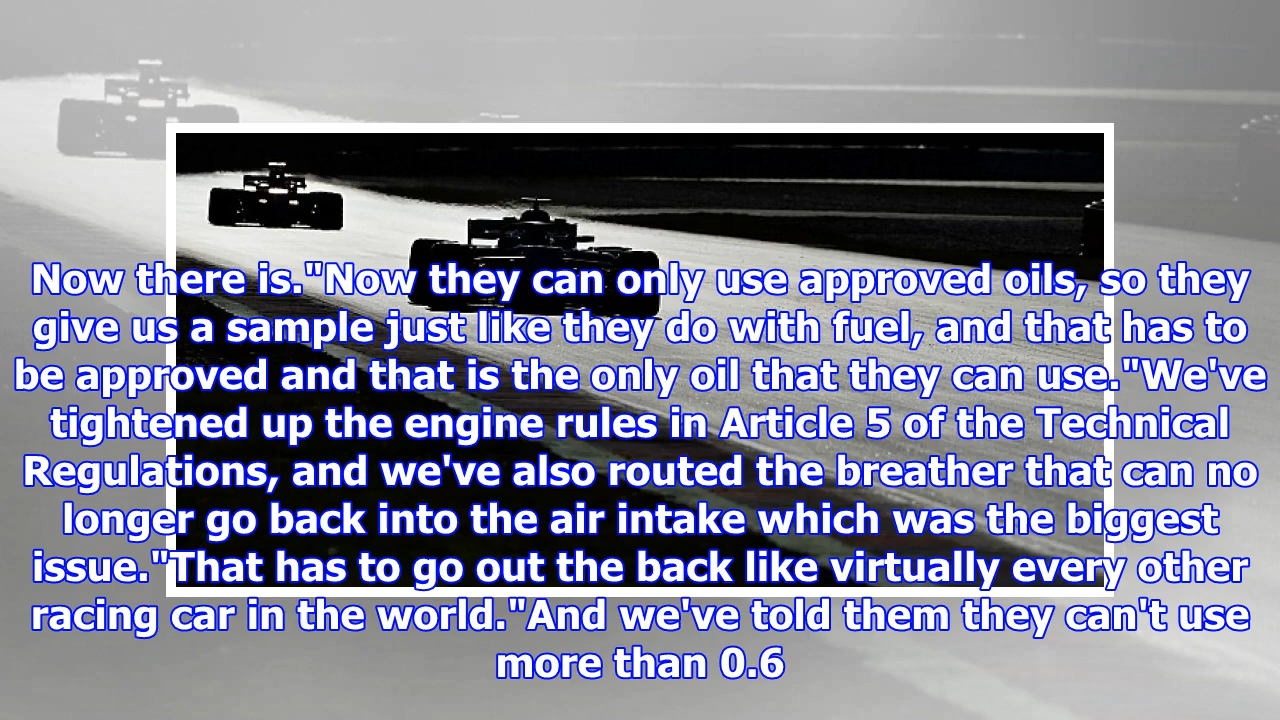 Now there is."Now they can only use approved oils, so they
give us a sample just like they do with fuel, and that has to
be approved and that is the only oil that they can use."We've
tightened up the engine rules in Article 5 of the Technical
Regulations, and we've also routed the breather that can no
longer go back into the air intake which was the biggest
issue."That has to go out the back like virtually every other
racing car in the world."And we've told them they can't use
more than 0.6